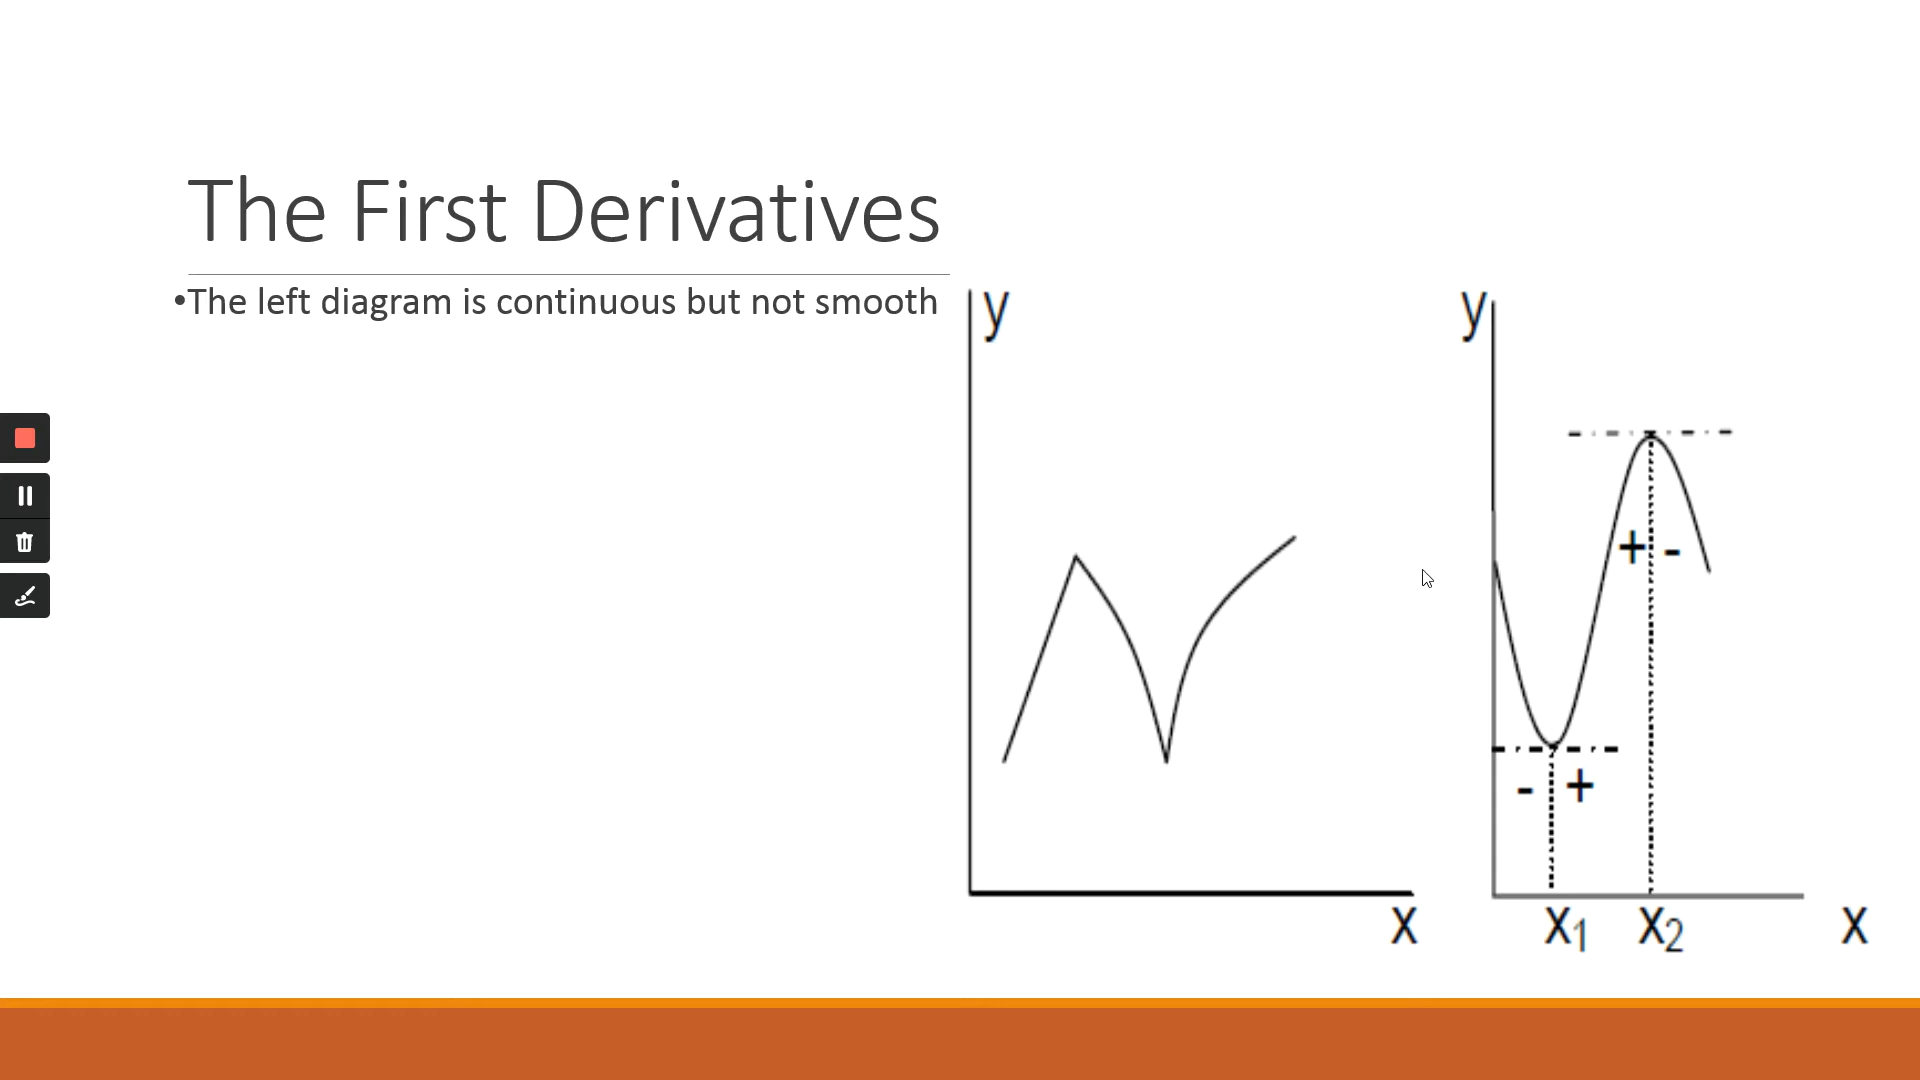 The First Derivatives
•The left diagram is continuous but not smooth
y
x
y
+ -
- +
x₁ x₂ x